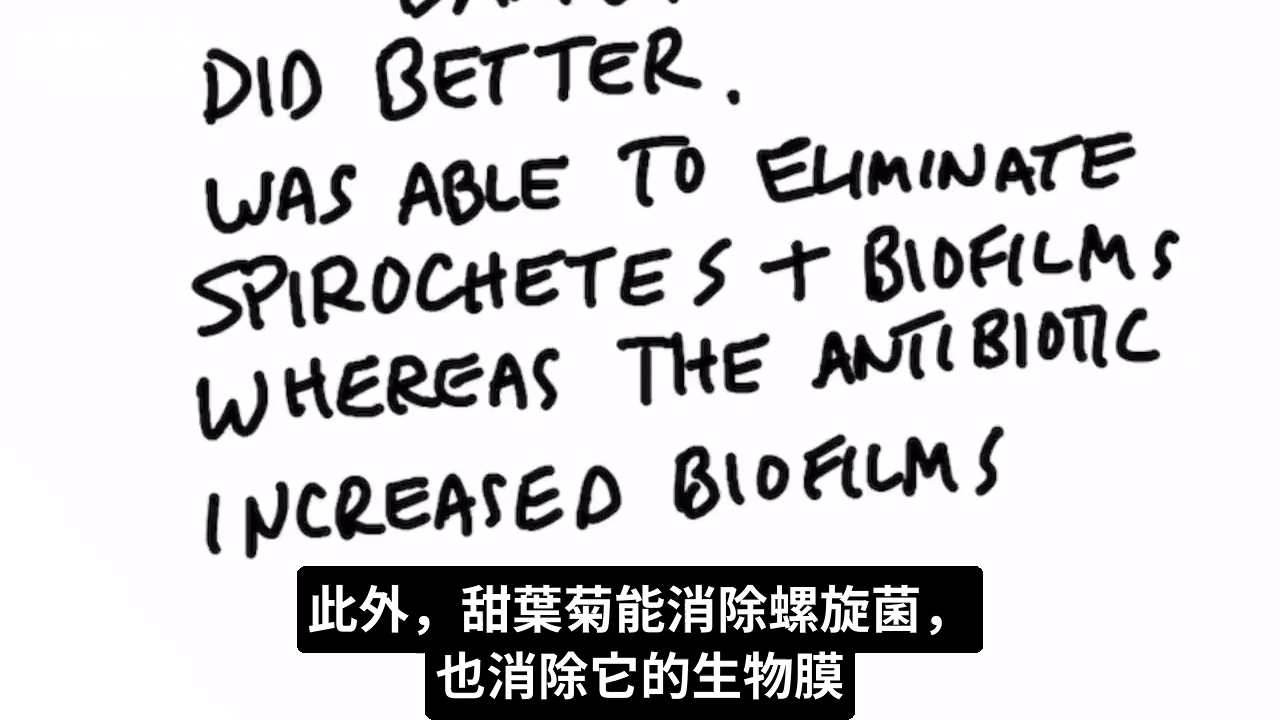 DID BETTER.
WAS ABLE TO ELIMINATE
SPIROCHETES + BIOFILMS
WHEREAS THE ANTIBIOTIC
INCREASED BIOFILMS
此外，甜葉菊能消除螺旋菌，
也消除它的生物膜